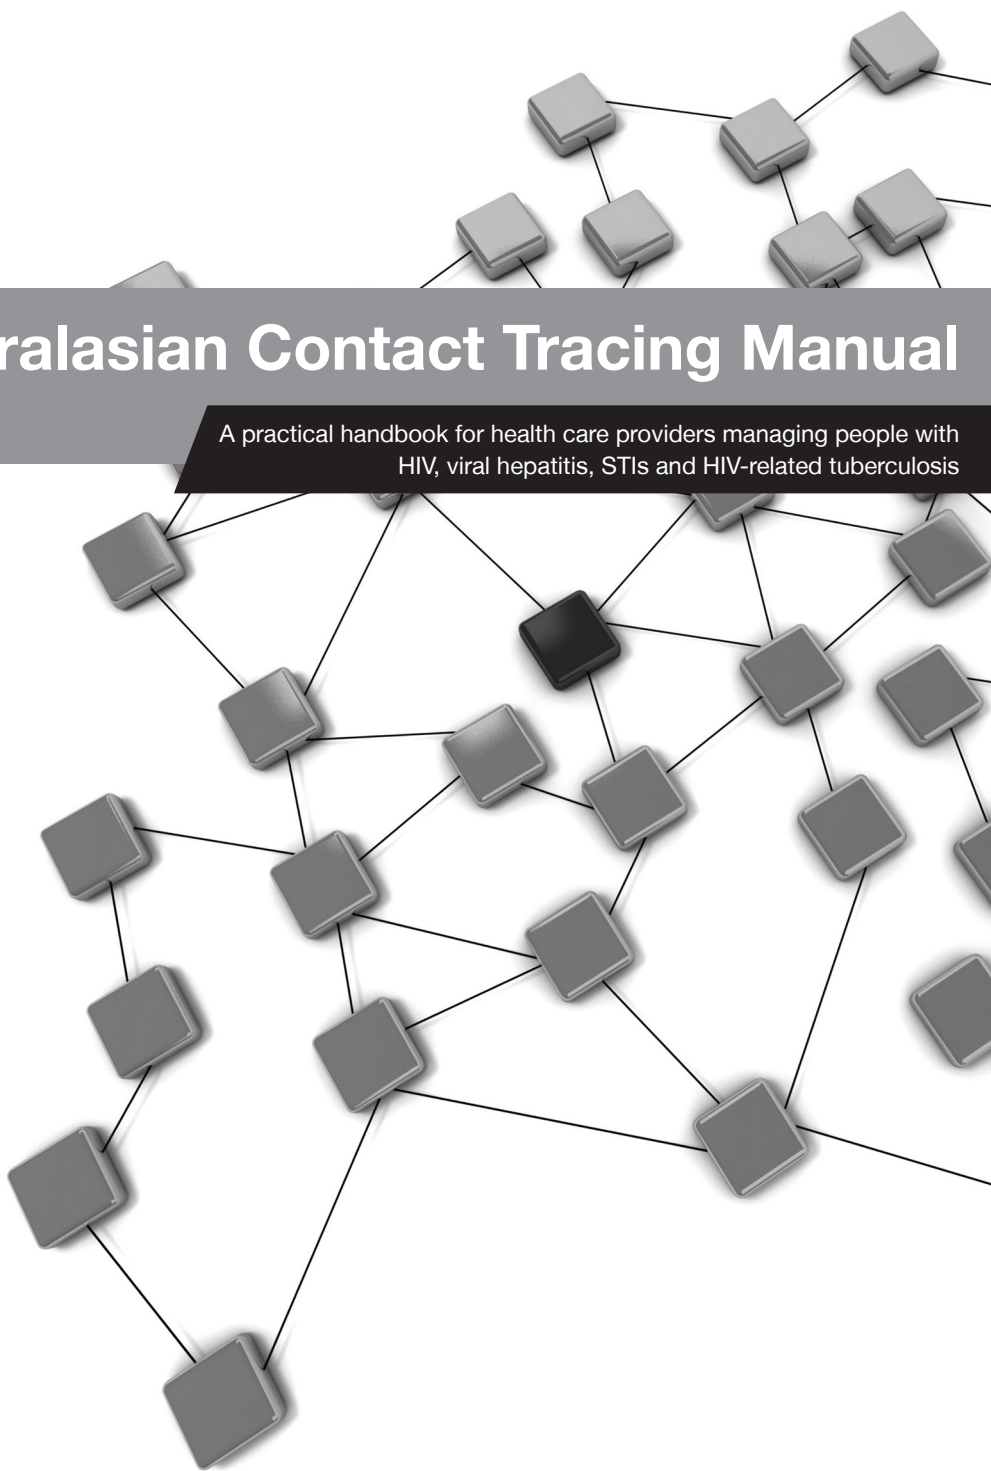 ralasian Contact Tracing Manual
A practical handbook for health care providers managing people with
HIV, viral hepatitis, STIs and HIV-related tuberculosis